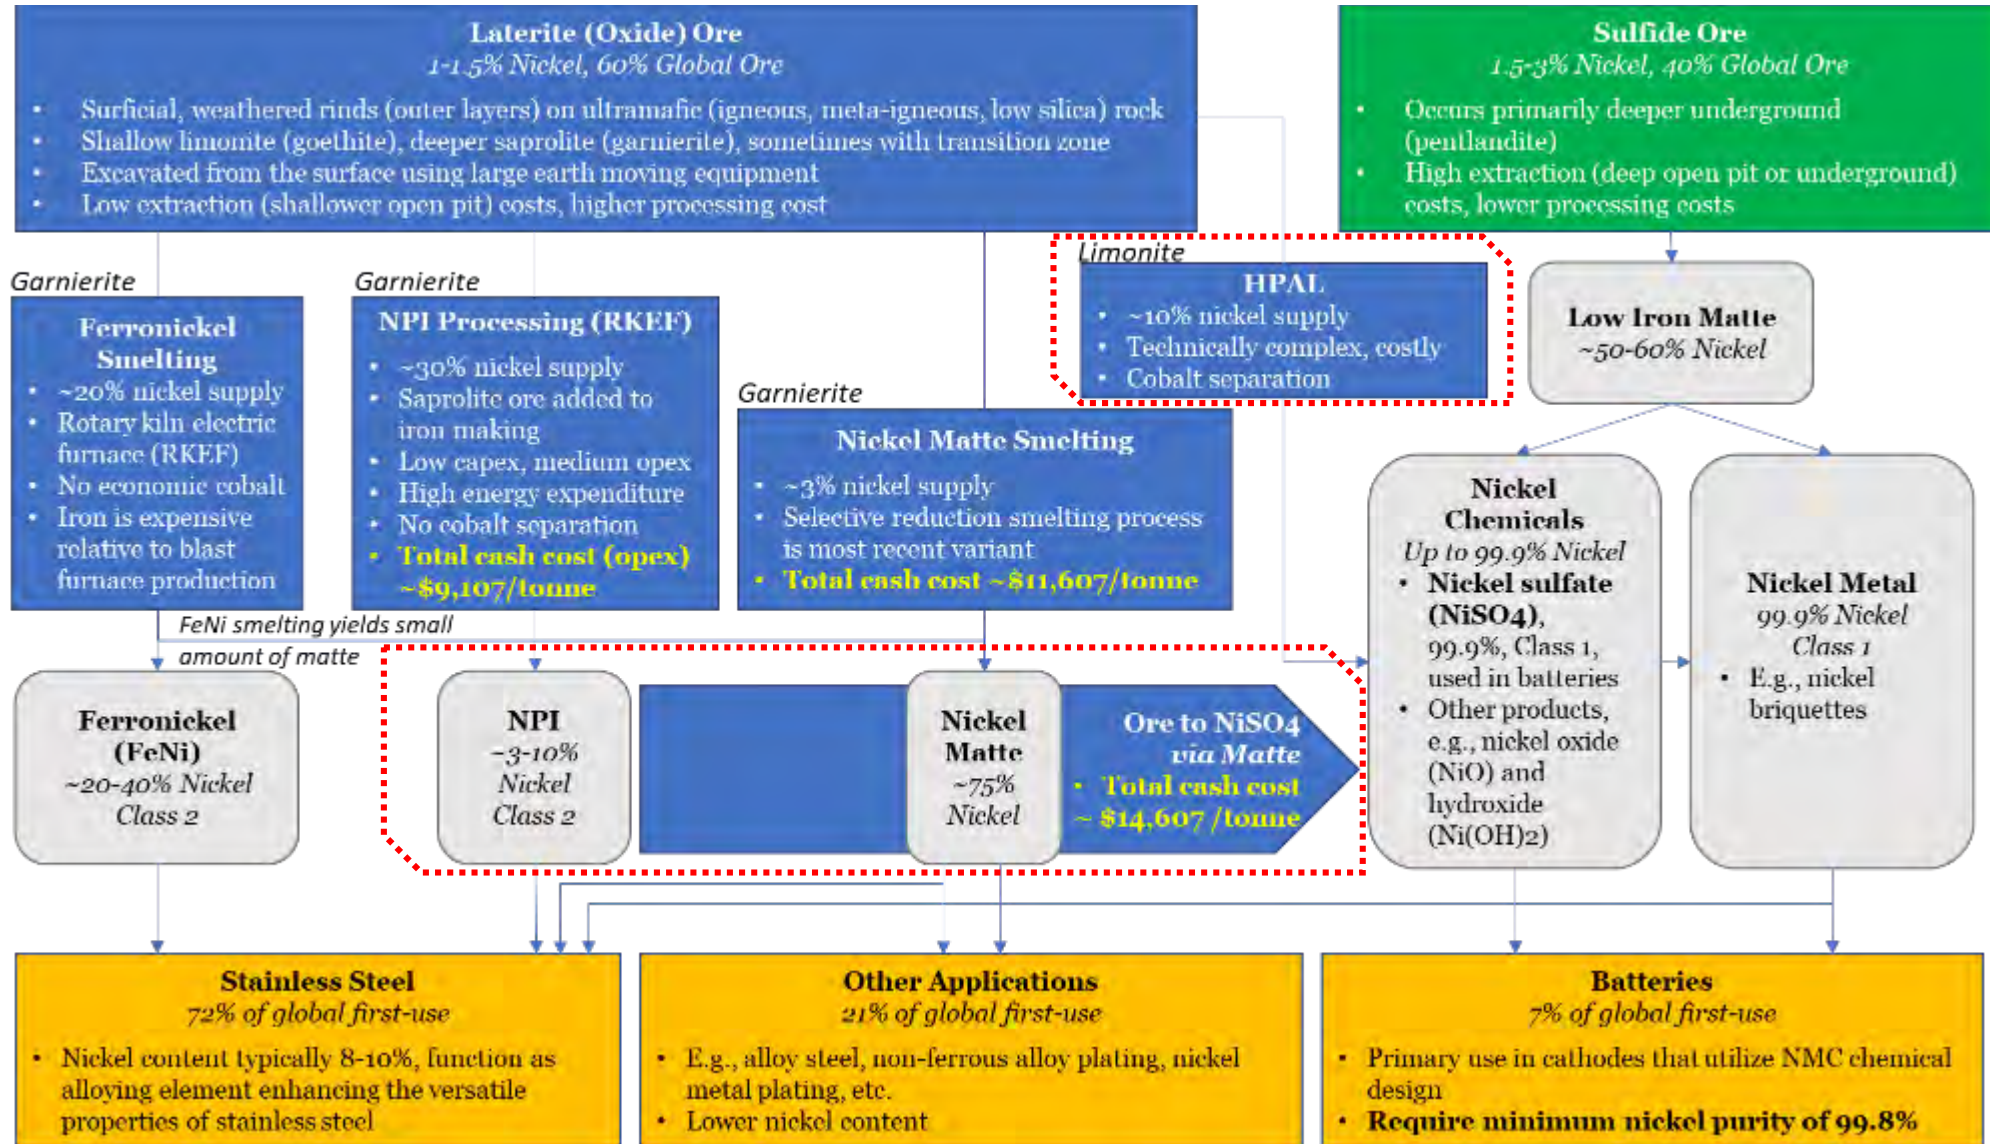 Laterite (Oxide) Ore
1-1.5% Nickel, 60% Global Ore
• Surficial, weathered rinds (outer layers) on ultramafic (igneous, meta-igneous, low silica) rock
• Shallow limonite (goethite), deeper saprolite (garnierite), sometimes with transition zone
• Excavated from the surface using large earth moving equipment
• Low extraction (shallower open pit) costs, higher processing cost
Sulfide Ore
1.5-3% Nickel, 40% Global Ore
• Occurs primarily deeper underground
(pentlandite)
• High extraction (deep open pit or underground)
costs, lower processing costs
Garnierite
Ferronickel
Smelting
• ~20% nickel supply
• Rotary kiln electric
furnace (RKEF)
• No economic cobalt
• Iron is expensive
relative to blast
furnace production
Garnierite
NPI Processing (RKEF)
• ~30% nickel supply
• Saprolite ore added to
iron making
• Low capex, medium opex
• High energy expenditure
• No cobalt separation
• Total cash cost (opex)
~$9,107/tonne
Garnierite
Nickel Matte Smelting
• ~3% nickel supply
• Selective reduction smelting process
is most recent variant
• Total cash cost ~$11,607/tonne
Limonite
HPAL
• ~10% nickel supply
• Technically complex, costly
• Cobalt separation
Low Iron Matte
~50-60% Nickel
Nickel
Chemicals
Up to 99.9% Nickel
• Nickel sulfate
(NiSO4),
99.9%, Class 1,
used in batteries
• Other products,
e.g., nickel oxide
(NiO) and
hydroxide
(Ni(OH)2)
Nickel Metal
99.9% Nickel
Class 1
• E.g., nickel
briquettes
FeNi smelting yields small
amount of matte
Ferronickel
(FeNi)
~20-40% Nickel
Class 2
NPI
~3-10%
Nickel
Class 2
Nickel
Matte
~75%
Nickel
Ore to NiSO4
via Matte
• Total cash cost
~ $14,607 /tonne
Stainless Steel
72% of global first-use
• Nickel content typically 8-10%, function as
alloying element enhancing the versatile
properties of stainless steel
Other Applications
21% of global first-use
• E.g., alloy steel, non-ferrous alloy plating, nickel
metal plating, etc.
• Lower nickel content
Batteries
7% of global first-use
• Primary use in cathodes that utilize NMC chemical
design
• Require minimum nickel purity of 99.8%